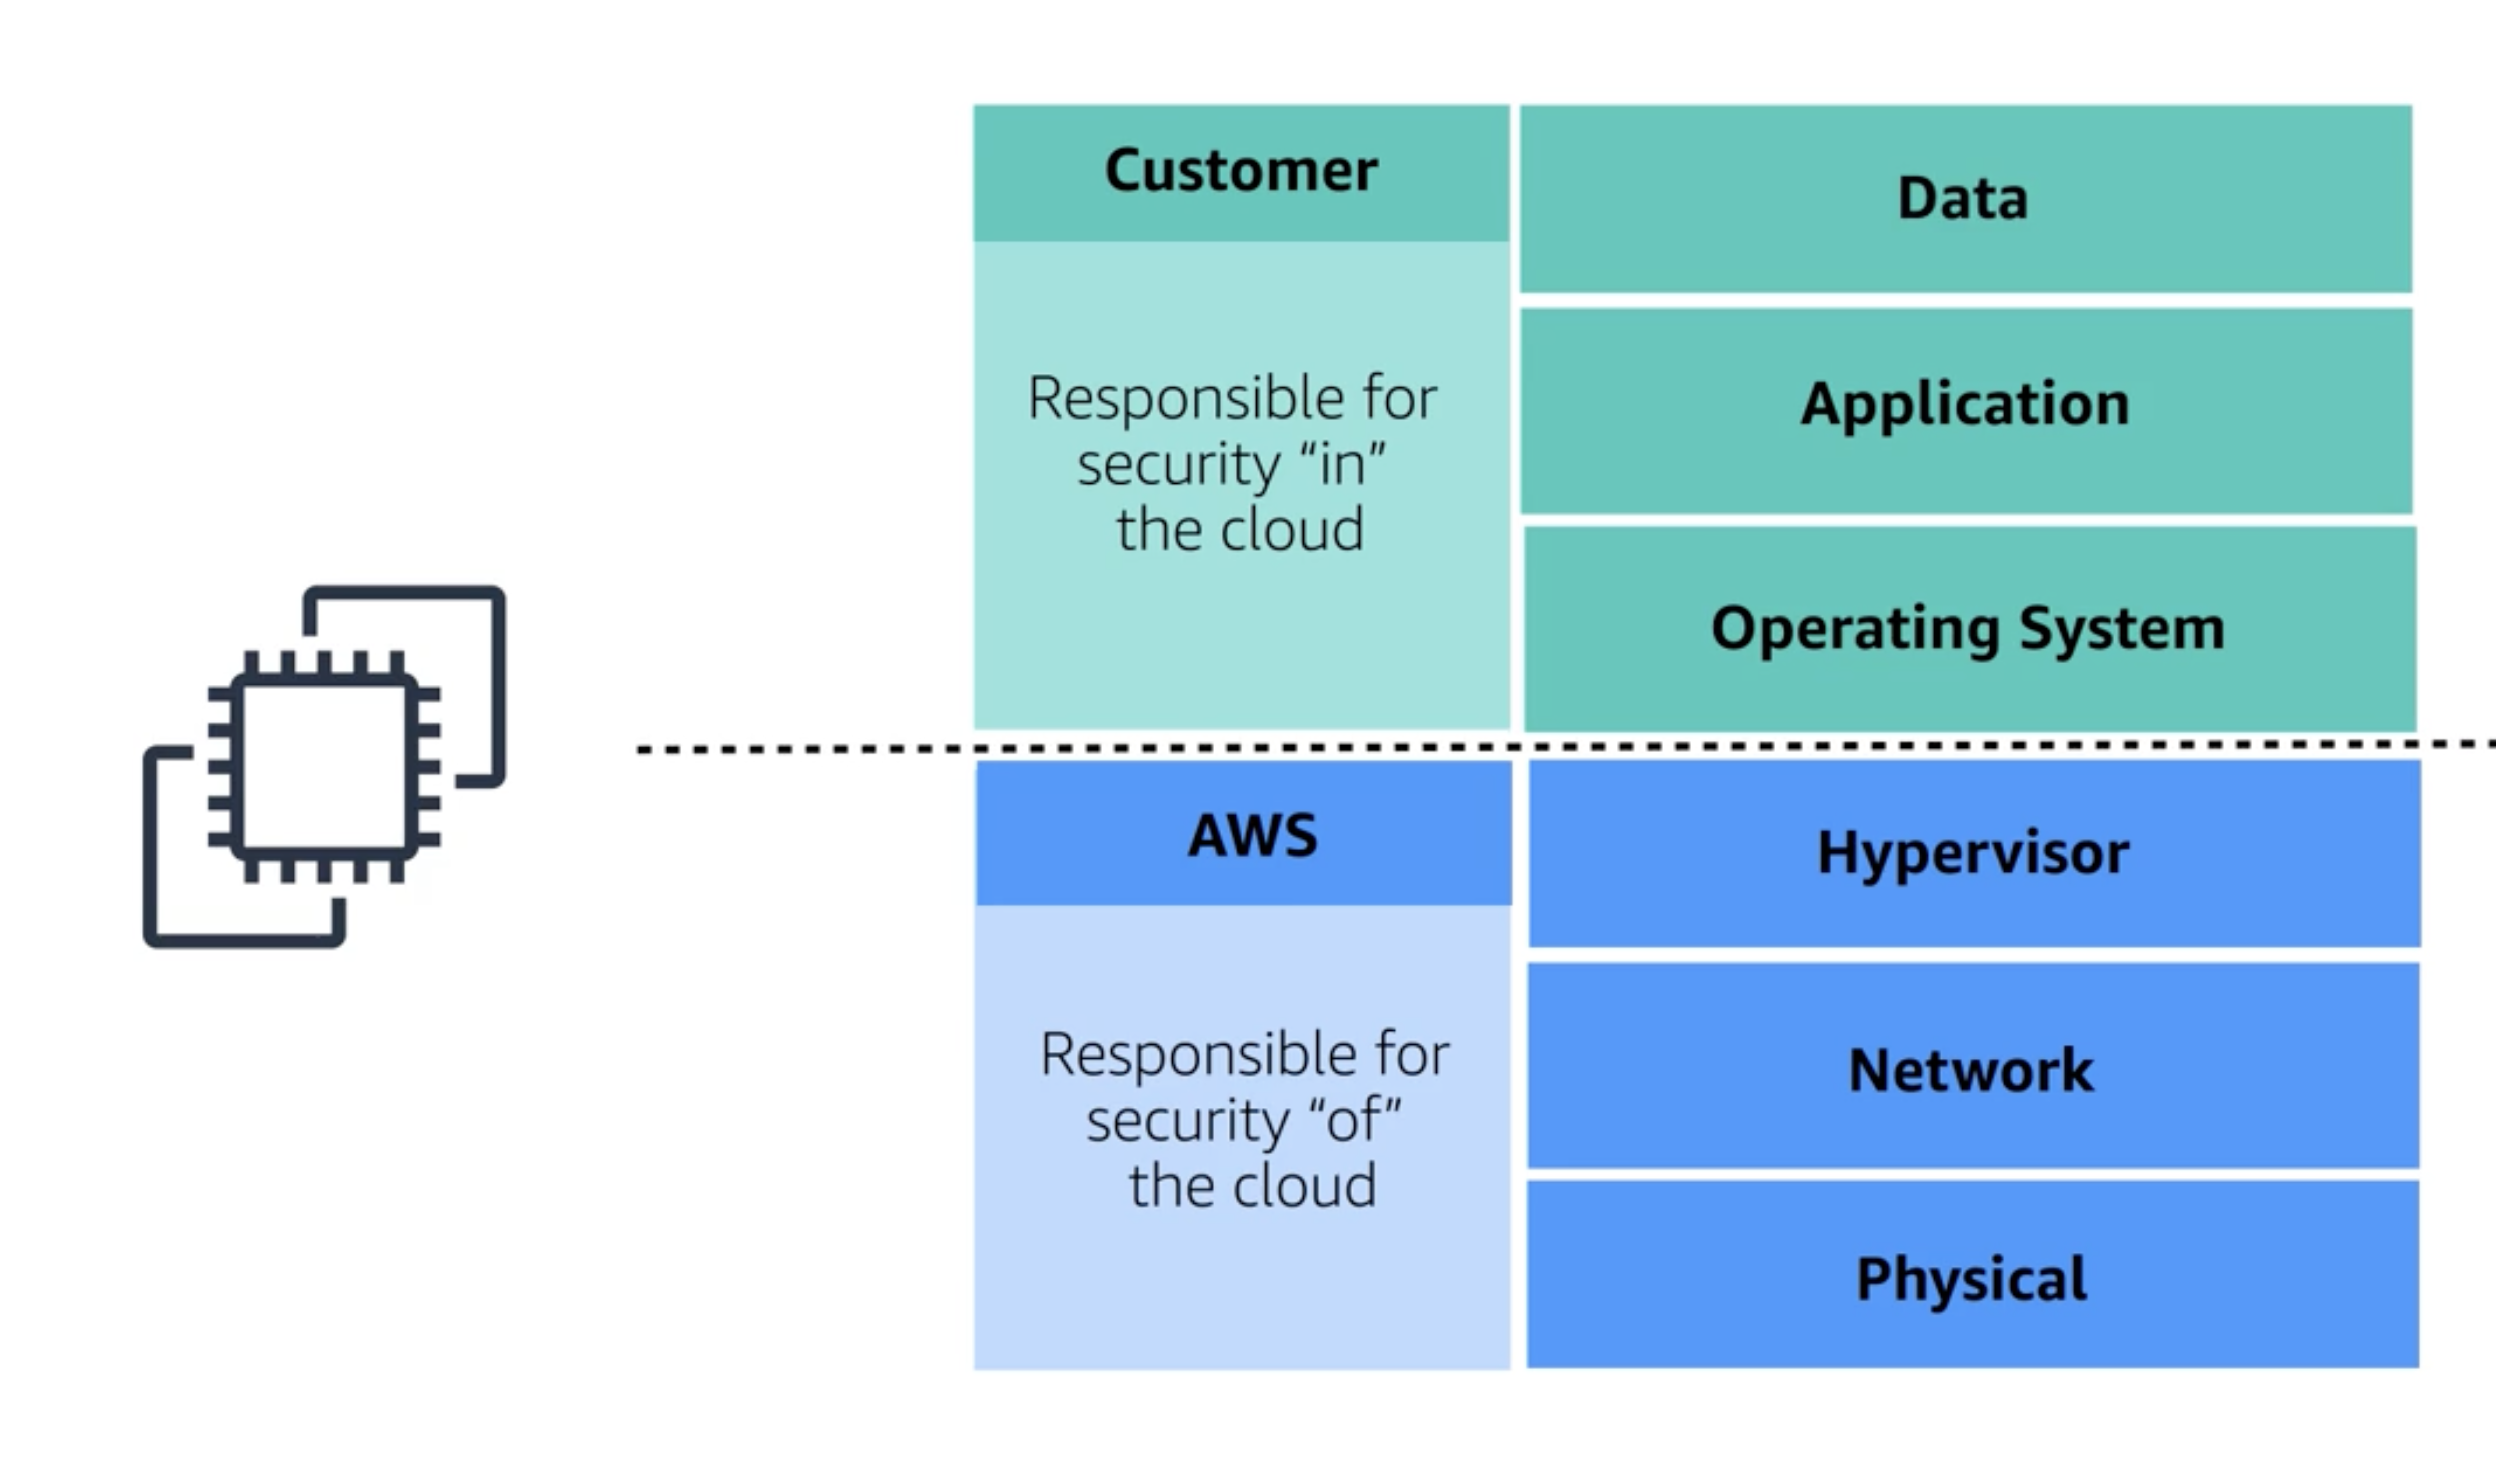 Customer
Responsible for
security “in”
the cloud
Data
Application
Operating System
AWS
Responsible for
security “of”
the cloud
Hypervisor
Network
Physical